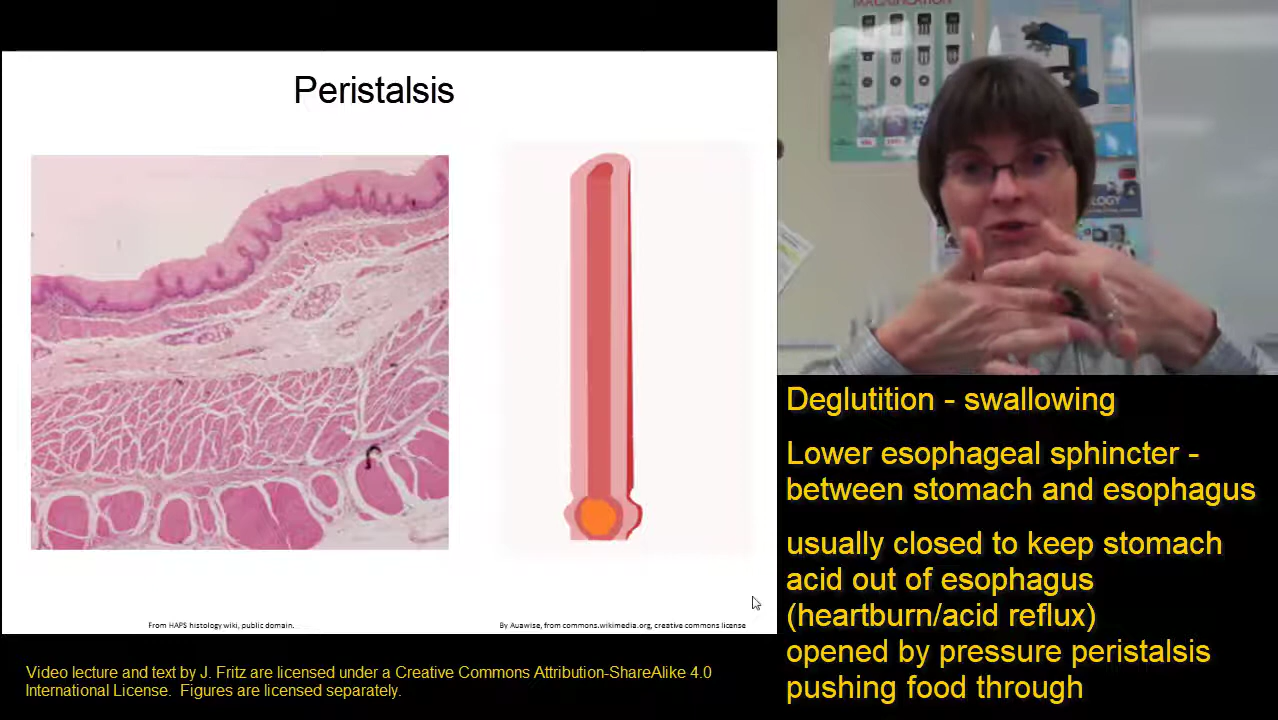 MAGNIFICATION
Peristalsis
Deglutition - swallowing
Lower esophageal sphincter -
between stomach and esophagus
usually closed to keep stomach
acid out of esophagus
(heartburn/acid reflux)
opened by pressure peristalsis
pushing food through
From HAPS histology wiki, public domain.
By Auawise, from commons.wikimedia.org, creative commons license
Video lecture and text by J. Fritz are licensed under a Creative Commons Attribution-ShareAlike 4.0
International License.  Figures are licensed separately.